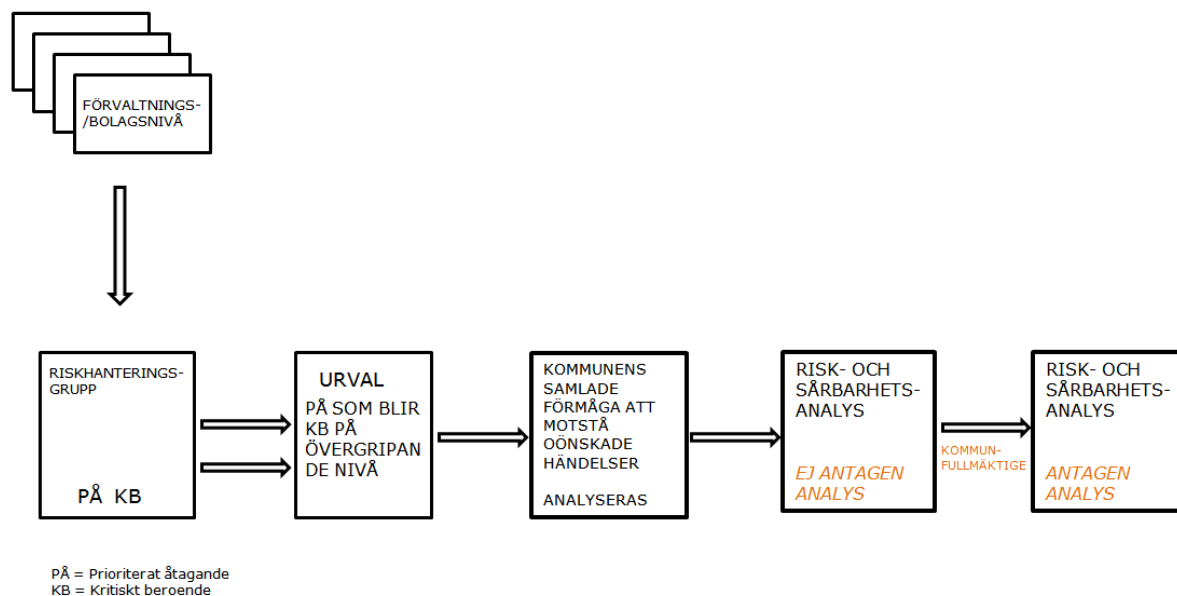 FÖRVALTNINGS-
/BOLAGSNIVÅ
RISKHANTERINGS-
GRUPP
PÅ KB
URVAL
PÅ SOM BLIR
KB PÅ
ÖVERGRIPAN
DE NIVÅ
KOMMUNENS
SAMLADE
FÖRMÅGA ATT
MOTSTÅ
OÖNSKADE
HÄNDELSER
ANALYSERAS
RISK- OCH
SÅRBARHETS-
ANALYS
EJ ANTAGEN
ANALYS
KOMMUN-
FULLMÄKTIGE
RISK- OCH
SÅRBARHETS-
ANALYS
ANTAGEN
ANALYS
PÅ = Prioriterat åtagande
KB = Kritiskt beroende